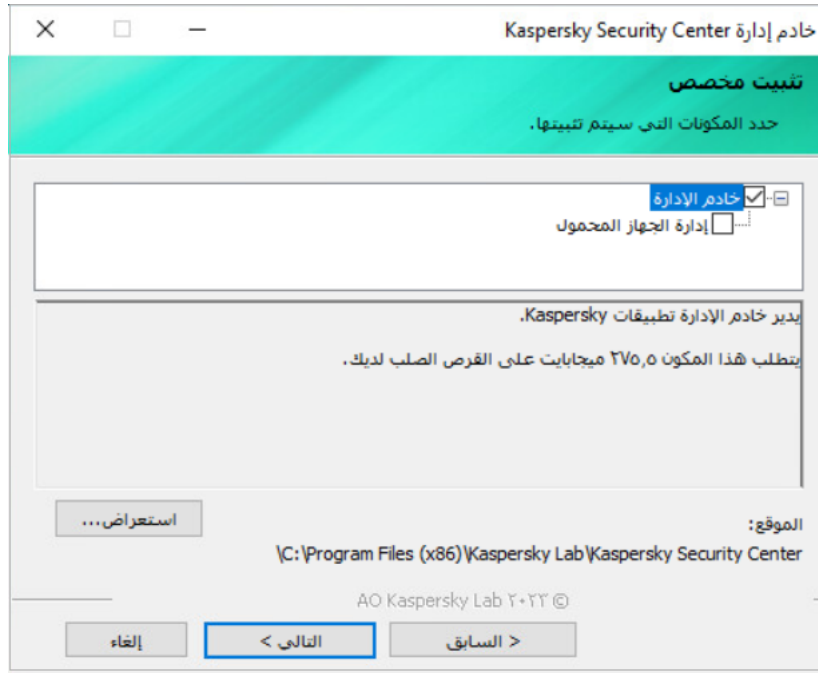 خادم إدارة Kaspersky Security Center
تثبيت مخصص
حدد المكونات التي سيتم تثبيتها.
خادم الإدارة
إدارة الجهاز المحمول
يدير خادم الإدارة تطبيقات Kaspersky.
يتطلب هذا المكون ٢٧٥,٥ ميجابايت على القرص الصلب لديك.
استعراض...
الموقع:
\C:\Program Files (x86)\Kaspersky Lab\Kaspersky Security Center
AO Kaspersky Lab ٢٠٢٣ ©
< السابق
التالي >
إلغاء